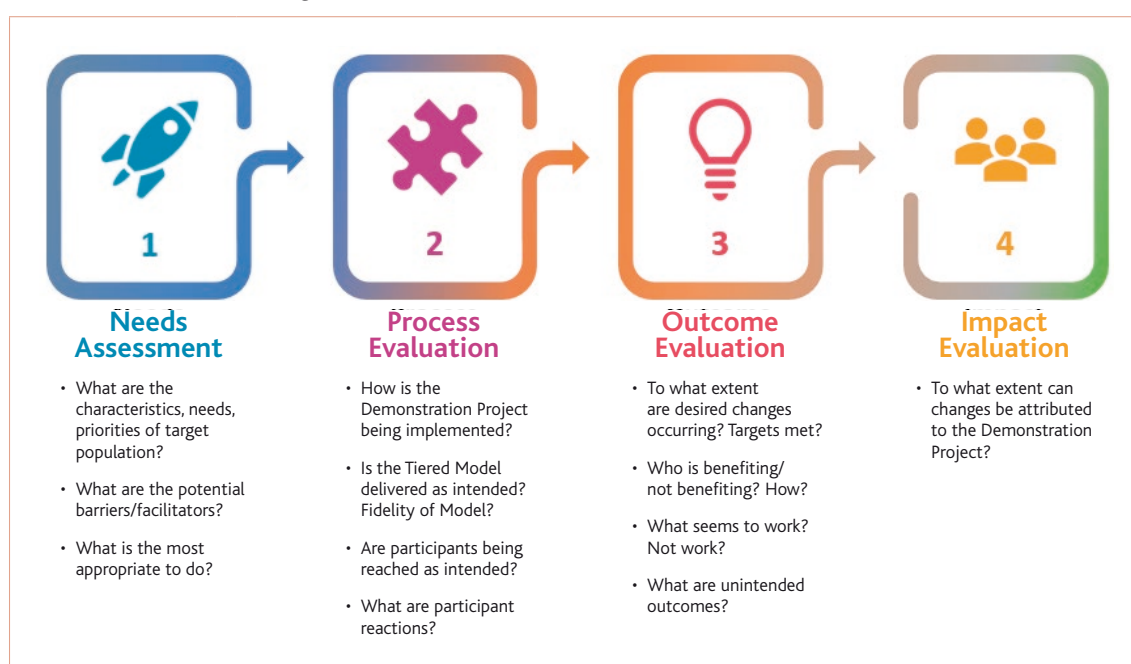 1
Needs
Assessment
• What are the
characteristics, needs,
priorities of target
population?
• What are the potential
barriers/facilitators?
• What is the most
appropriate to do?
2
Process
Evaluation
• How is the
Demonstration Project
being implemented?
• Is the Tiered Model
delivered as intended?
Fidelity of Model?
• Are participants being
reached as intended?
• What are participant
reactions?
3
Outcome
Evaluation
• To what extent
are desired changes
occurring? Targets met?
• Who is benefiting/
not benefiting? How?
• What seems to work?
Not work?
• What are unintended
outcomes?
4
Impact
Evaluation
• To what extent can
changes be attributed
to the Demonstration
Project?